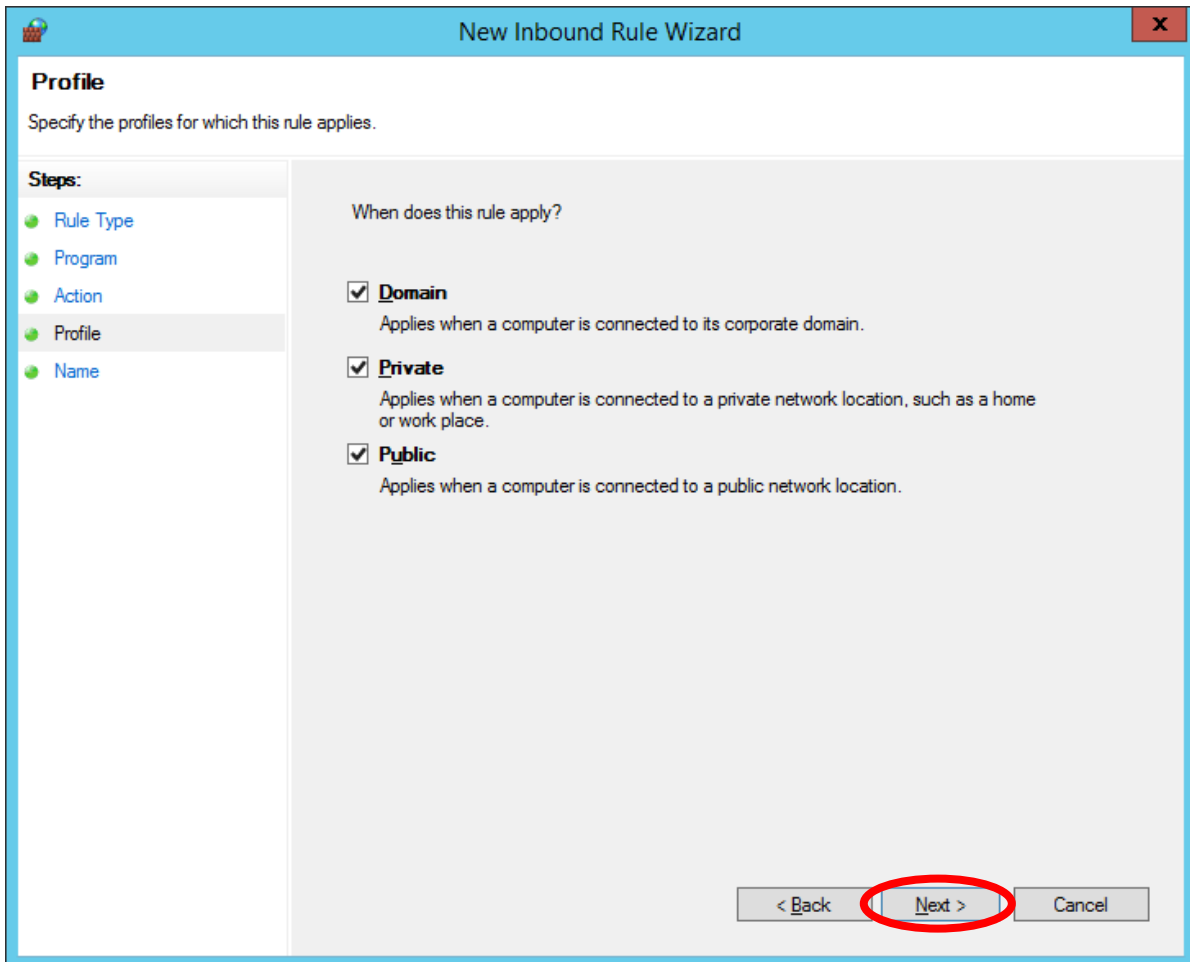 New Inbound Rule Wizard
x
Profile
Specify the profiles for which this rule applies.
Steps:
Rule Type
Program
Action
Profile
Name
When does this rule apply?
Domain
Applies when a computer is connected to its corporate domain.
Private
Applies when a computer is connected to a private network location, such as a home
or work place.
Public
Applies when a computer is connected to a public network location.
< Back
Next >
Cancel